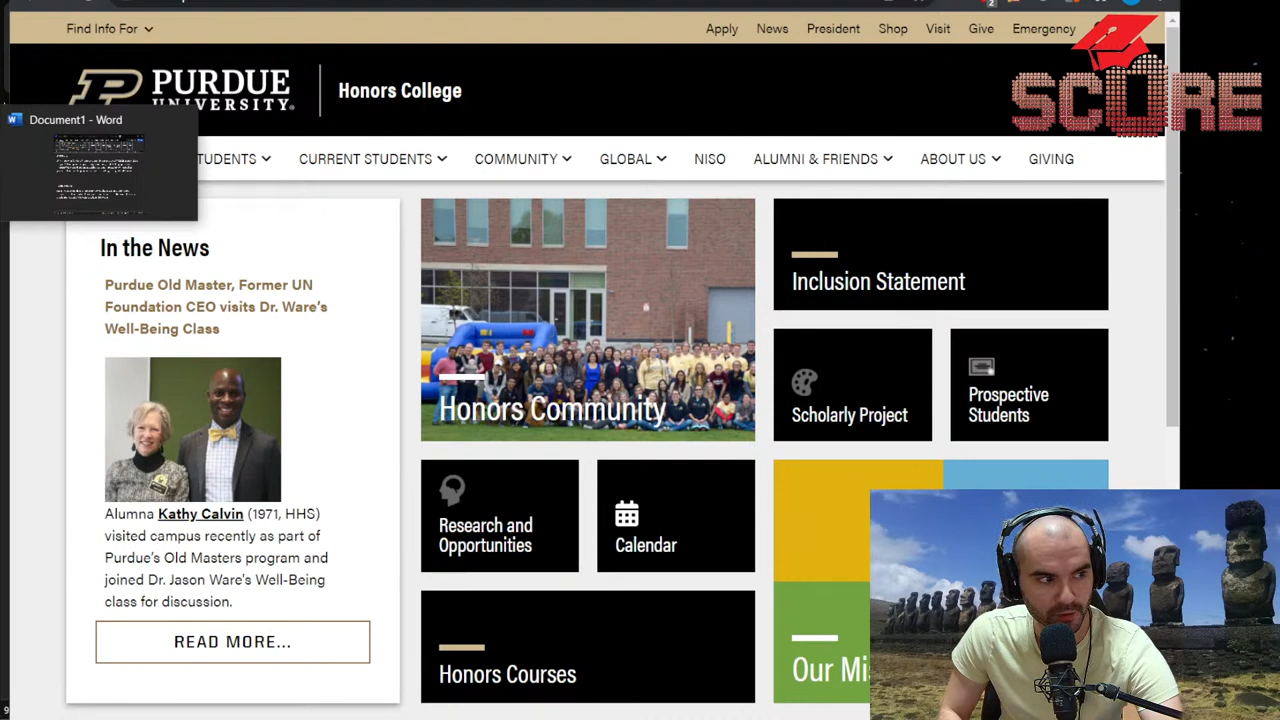 Find Info For
Apply
News
President
Shop
Visit
Give
Emergency
SCORE
PURDUE
UNIVERSITY
Honors College
Document1 - Word
TUDENTS
CURRENT STUDENTS
COMMUNITY
GLOBAL
NISO
ALUMNI & FRIENDS
ABOUT US
GIVING
In the News
Purdue Old Master, Former UN
Foundation CEO visits Dr. Ware's
Well-Being Class
Alumna Kathy Calvin (1971, HHS)
visited campus recently as part of
Purdue's Old Masters program and
joined Dr. Jason Ware's Well-Being
class for discussion.
READ MORE...
Honors Community
Inclusion Statement
Scholarly Project
Prospective
Students
Research and
Opportunities
Calendar
Honors Courses
Our Mi